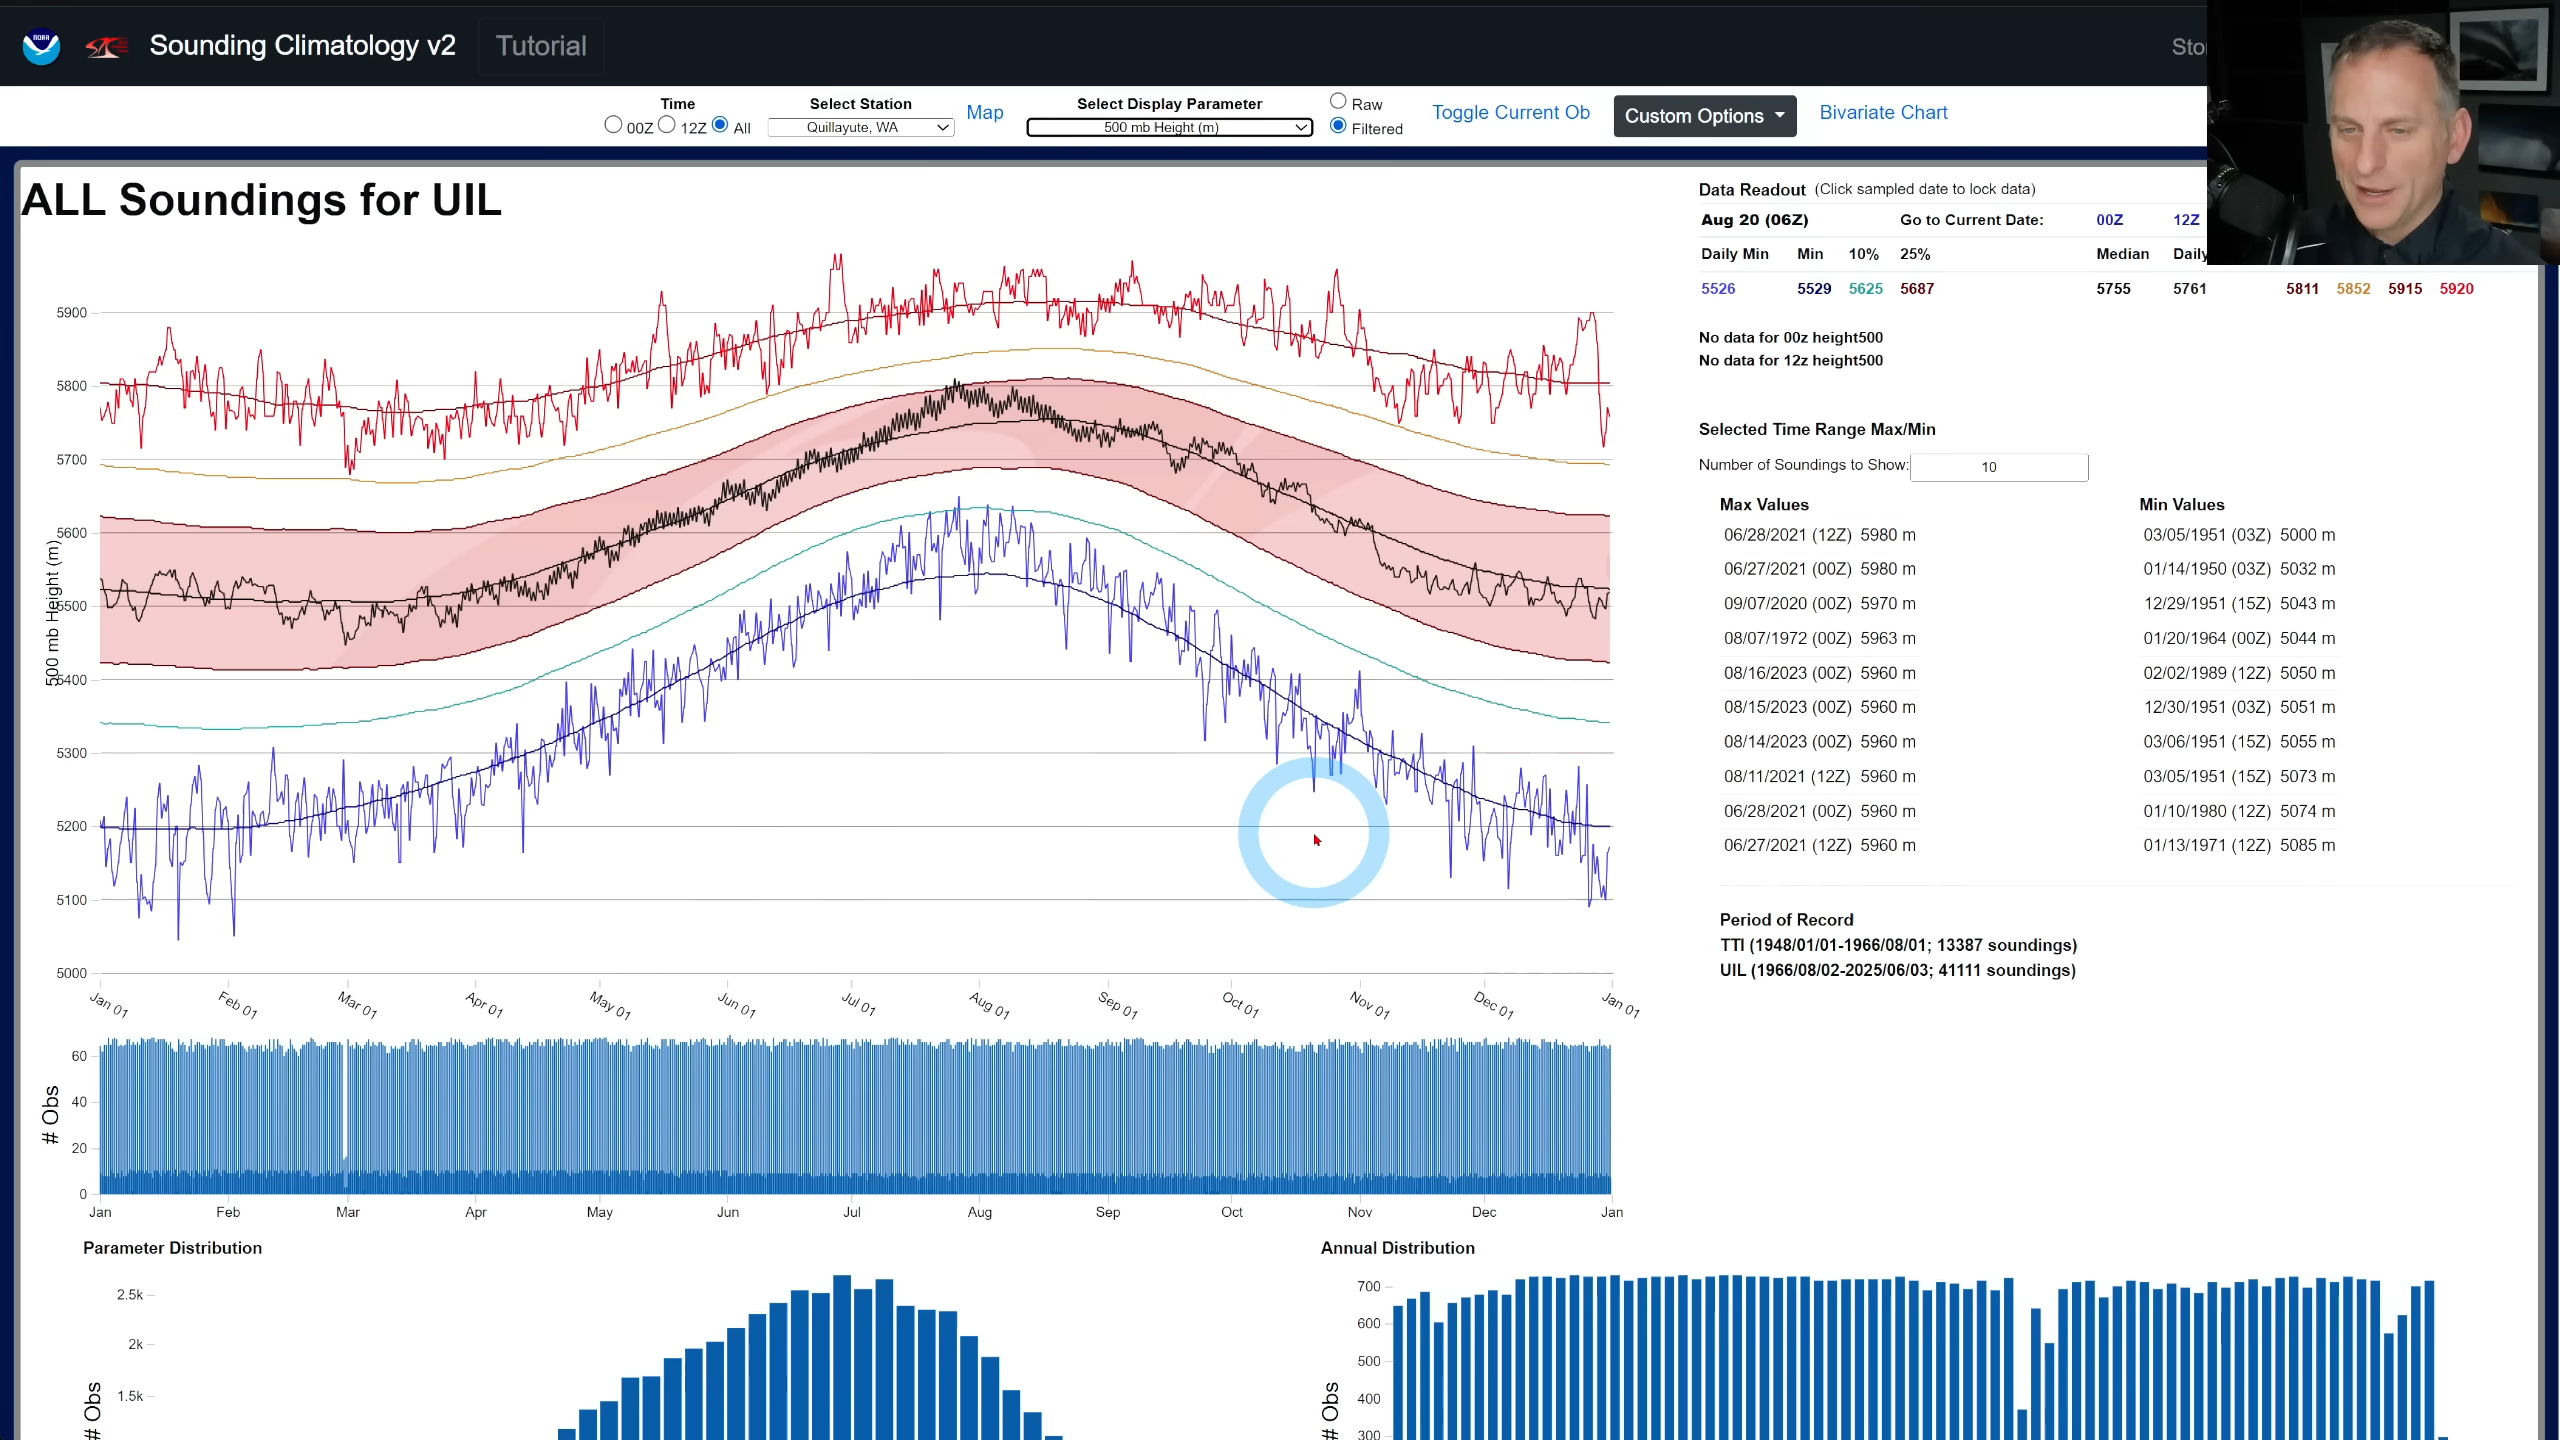 NOAA
Sounding Climatology v2
Tutorial
Time
00Z 12Z All
Select Station
Quillayute, WA
Map
Select Display Parameter
500 mb Height (m)
Raw
Filtered
Toggle Current Ob
Custom Options
Bivariate Chart
ALL Soundings for UIL
5900
5800
5700
5600
5500
5400
5300
5200
5100
5000
500 mb Height (m)
Jan 01 Feb 01 Mar 01 Apr 01 May 01 Jun 01 Jul 01 Aug 01 Sep 01 Oct 01 Nov 01 Dec 01 Jan 01
60
40
20
0
# Obs
Jan Feb Mar Apr May Jun Jul Aug Sep Oct Nov Dec Jan
Data Readout (Click sampled date to lock data)
Aug 20 (06Z) Go to Current Date: 00Z 12Z
Daily Min Min 10% 25% Median Daily
5526 5529 5625 5687 5755 5761 5811 5852 5915 5920
No data for 00z height500
No data for 12z height500
Selected Time Range Max/Min
Number of Soundings to Show: 10
Max Values
06/28/2021 (12Z) 5980 m
06/27/2021 (00Z) 5980 m
09/07/2020 (00Z) 5970 m
08/07/1972 (00Z) 5963 m
08/16/2023 (00Z) 5960 m
08/15/2023 (00Z) 5960 m
08/14/2023 (00Z) 5960 m
08/11/2021 (12Z) 5960 m
06/28/2021 (00Z) 5960 m
06/27/2021 (12Z) 5960 m
Min Values
03/05/1951 (03Z) 5000 m
01/14/1950 (03Z) 5032 m
12/29/1951 (15Z) 5043 m
01/20/1964 (00Z) 5044 m
02/02/1989 (12Z) 5050 m
12/30/1951 (03Z) 5051 m
03/06/1951 (15Z) 5055 m
03/05/1951 (15Z) 5073 m
01/10/1980 (12Z) 5074 m
01/13/1971 (12Z) 5085 m
Period of Record
TTI (1948/01/01-1966/08/01; 13387 soundings)
UIL (1966/08/02-2025/06/03; 41111 soundings)
Parameter Distribution
2.5k
2k
1.5k
# Obs
Annual Distribution
700
600
500
400
300
# Obs